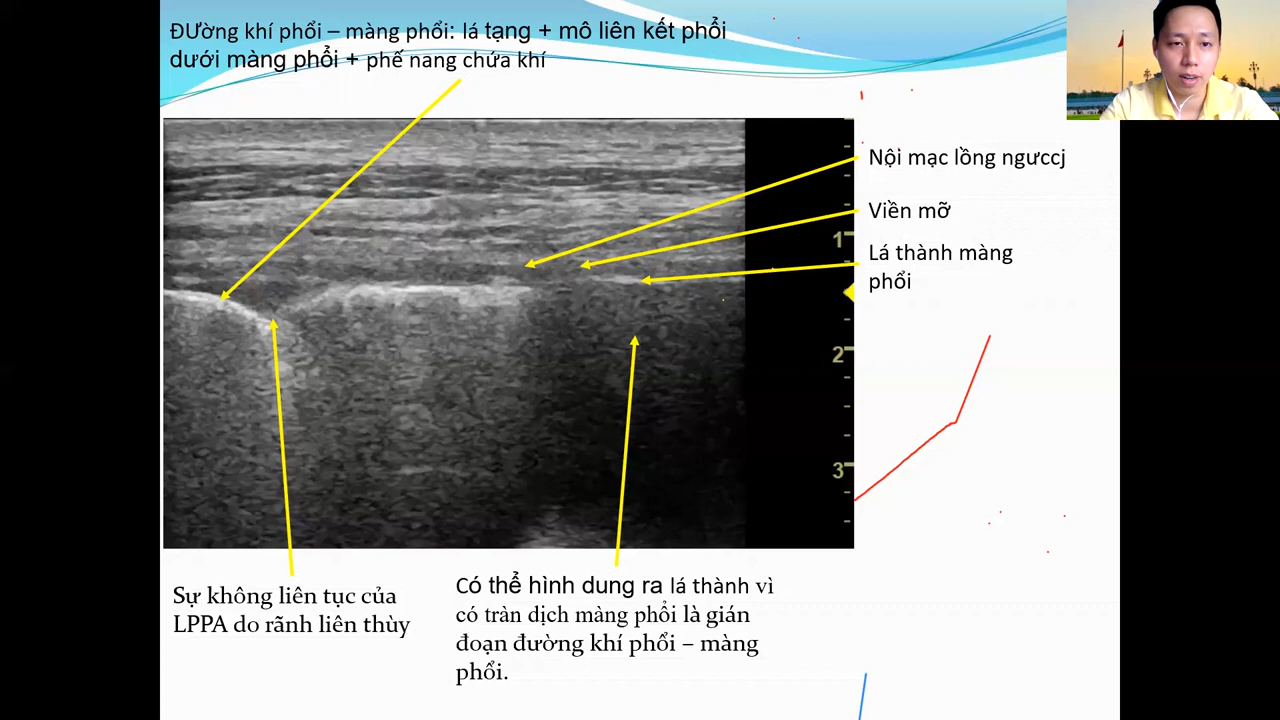 ĐƯờng khí phổi – màng phổi: lá tạng + mô liên kết phổi
dưới màng phổi + phế nang chứa khí
Nội mạc lồng ngưccj
Viền mỡ
Lá thành màng
phổi
1
2
3
Sự không liên tục của
LPPA do rãnh liên thùy
Có thể hình dung ra lá thành vì
có tràn dịch màng phổi là gián
đoạn đường khí phổi – màng
phổi.